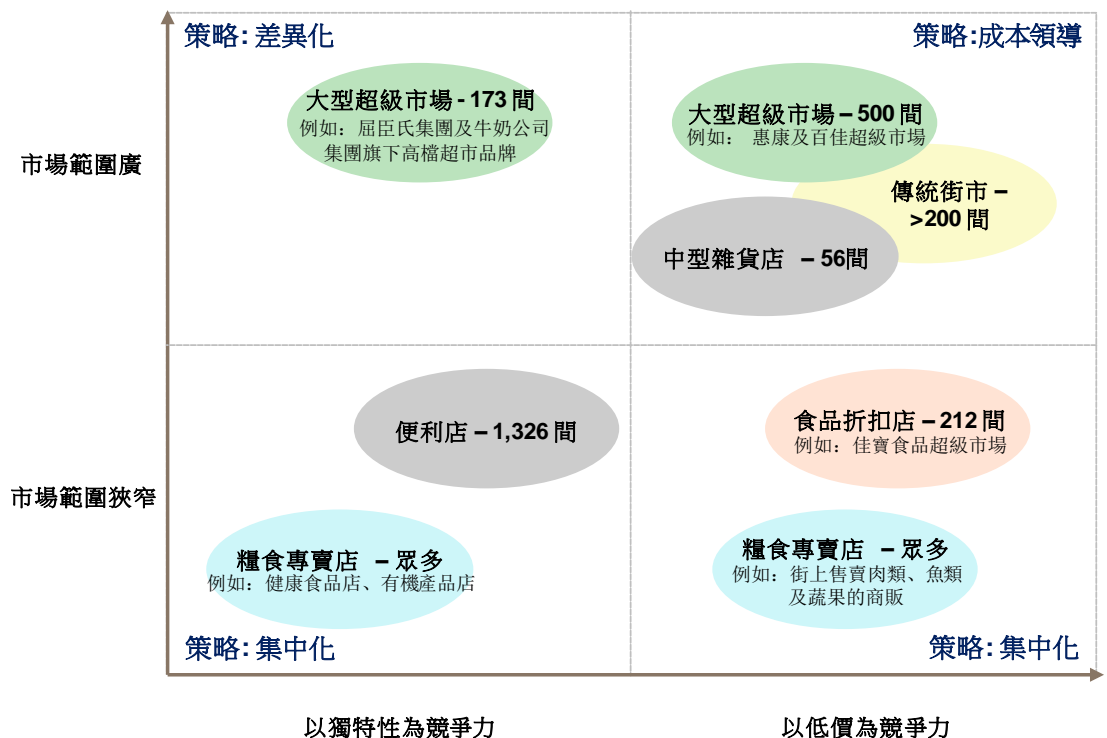 策略: 差異化
策略:成本領導
大型超級市場 - 173 間
例如：屈臣氏集團及牛奶公司
集團旗下高檔超市品牌
大型超級市場 – 500 間
例如： 惠康及百佳超級市場
市場範圍廣
傳統街市 –
>200 間
中型雜貨店 – 56間
便利店 – 1,326 間
食品折扣店 – 212 間
例如：佳寶食品超級市場
市場範圍狹窄
糧食專賣店 – 眾多
例如：健康食品店、有機產品店
糧食專賣店 – 眾多
例如：街上售賣肉類、魚類
及蔬果的商販
策略: 集中化
策略: 集中化
以獨特性為競爭力
以低價為競爭力